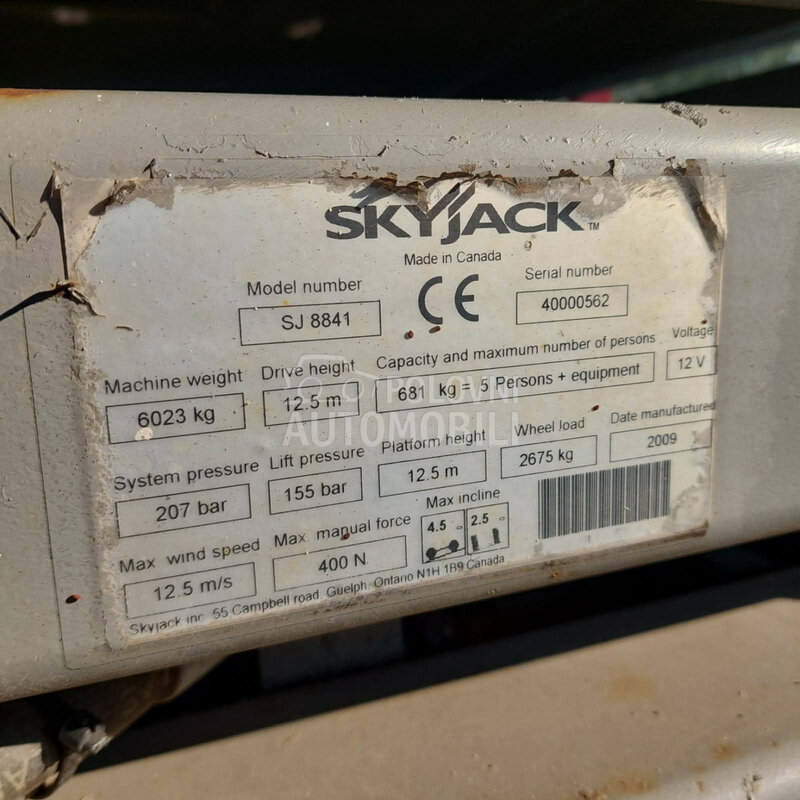 SKYJACK™
Made in Canada
Model number
SJ 8841
CE
Serial number
40000562
Machine weight
6023 kg
Drive height
12.5 m
Capacity and maximum number of persons
681 kg = 5 Persons + equipment
Voltage
12 V
System pressure
207 bar
Lift pressure
155 bar
Platform height
12.5 m
Wheel load
2675 kg
Date manufactured
2009
Max wind speed
12.5 m/s
Max. manual force
400 N
Max incline
4.5 ° 2.5 °
Skyjack inc. 55 Campbell road, Guelph, Ontario N1H 1B9 Canada
POLOVNI
AUTOMOBILI